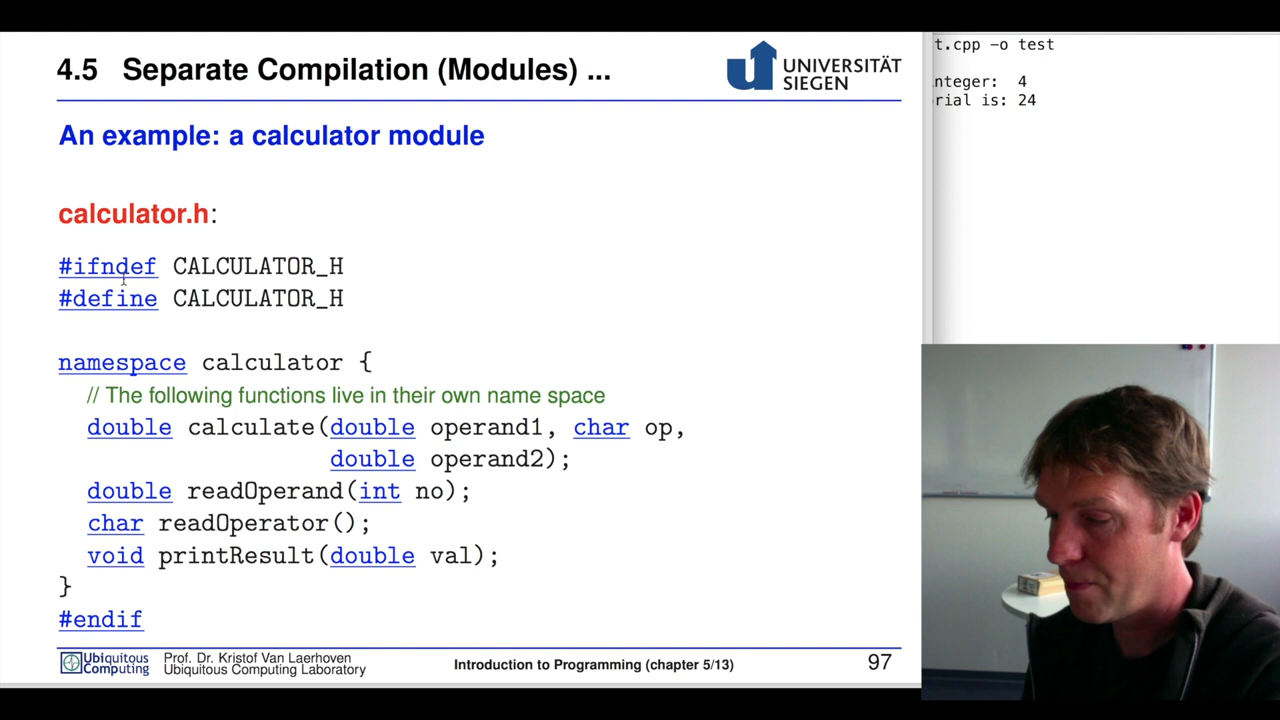 4.5 Separate Compilation (Modules) ...
UNIVERSITÄT
SIEGEN
An example: a calculator module
calculator.h:
#ifndef CALCULATOR_H
#define CALCULATOR_H
namespace calculator {
// The following functions live in their own name space
double calculate(double operand1, char op,
double operand2);
double readOperand(int no);
char readOperator();
void printResult(double val);
}
#endif
Ubiquitous
Computing
Prof. Dr. Kristof Van Laerhoven
Ubiquitous Computing Laboratory
Introduction to Programming (chapter 5/13)
97
t.cpp -o test
nteger: 4
rial is: 24